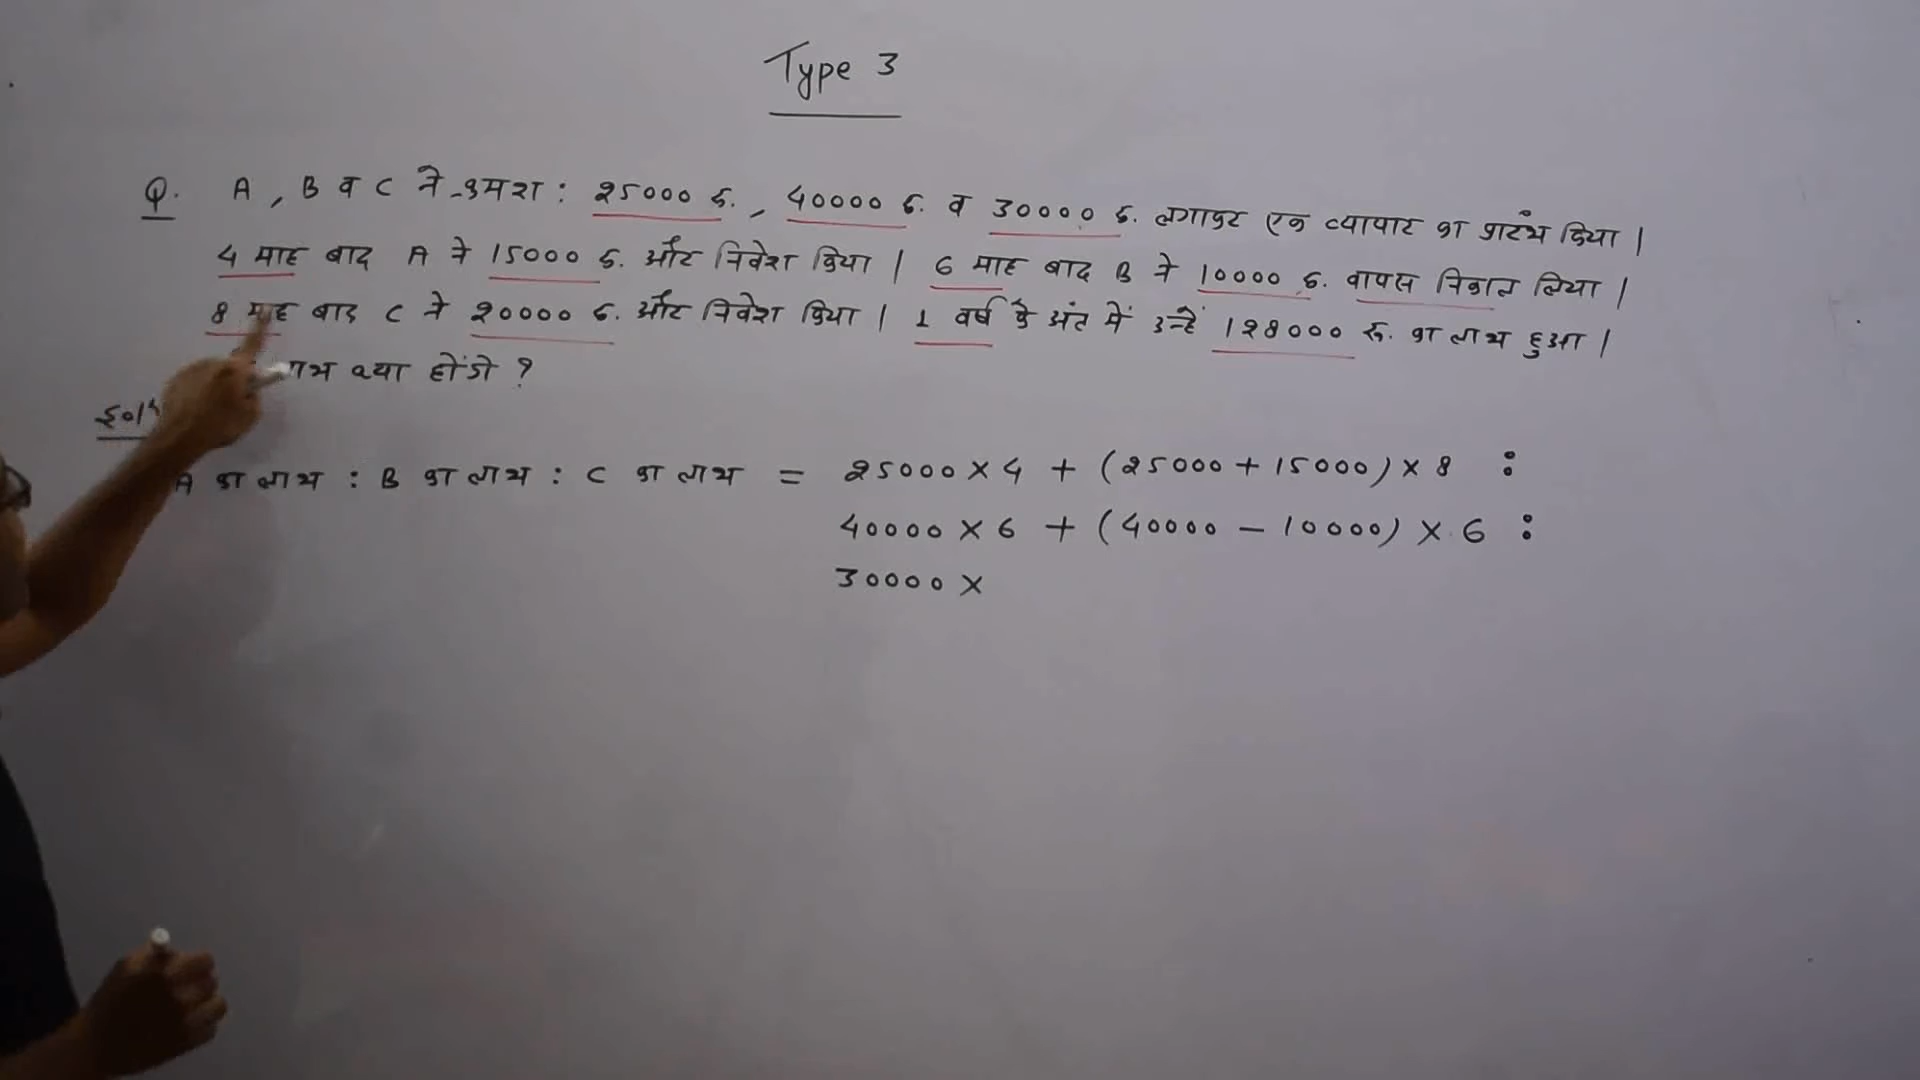 Type 3
Q. A, B व C ने क्रमश: 25000 रु., 40000 रु. व 30000 रु. लगाकर एक व्यापार का प्रारंभ किया |
4 माह बाद A ने 15000 रु. और निवेश किया | 6 माह बाद B ने 10000 रु. वापस निकाल लिया |
8 माह बाद C ने 20000 रु. और निवेश किया | 1 वर्ष के अंत में उन्हें 128000 रू. का लाभ हुआ |
क्या होंगे ?
Solⁿ
A का लाभ : B का लाभ : C का लाभ = 25000 × 4 + (25000 + 15000) × 8 :
40000 × 6 + (40000 - 10000) × 6 :
30000 ×